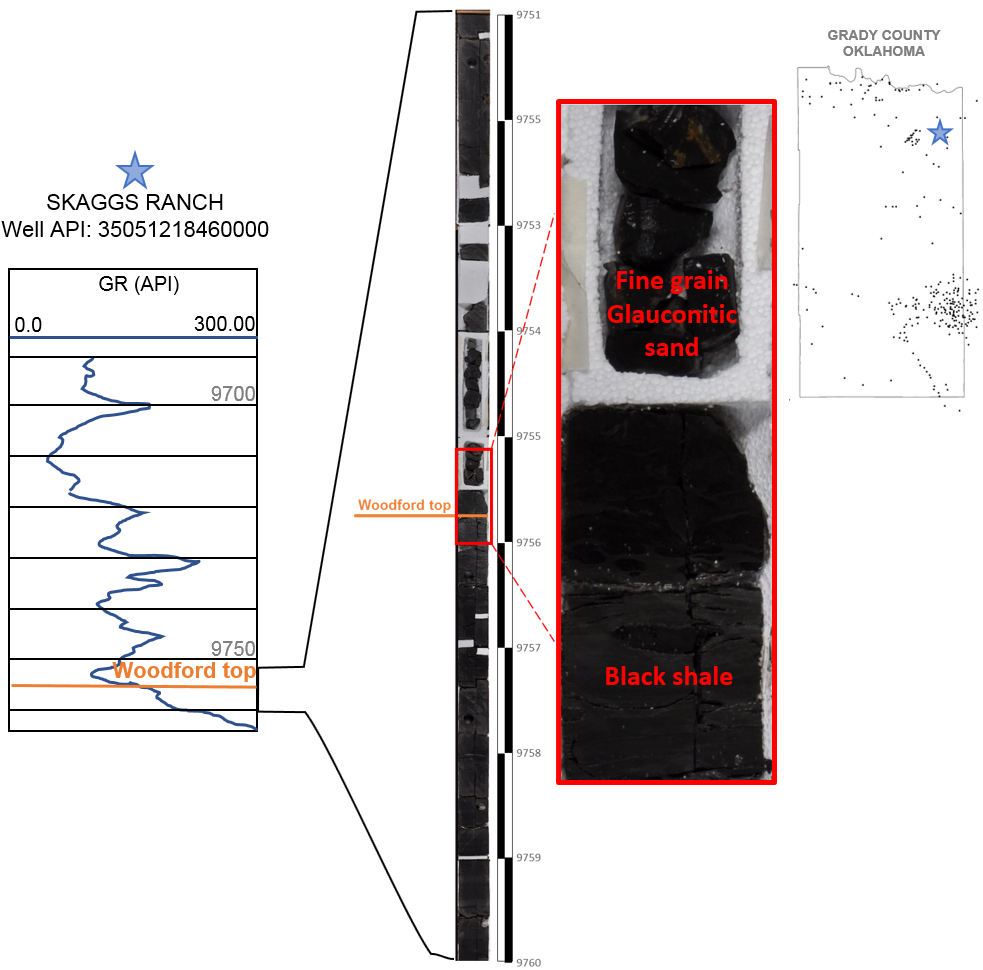 SKAGGS RANCH
Well API: 35051218460000
GR (API)
0.0 300.00
9700
9750
Woodford top
9751
9755
9753
9754
9755
9756
9757
9758
9759
9760
Woodford top
Fine grain
Glauconitic
sand
Black shale
GRADY COUNTY
OKLAHOMA